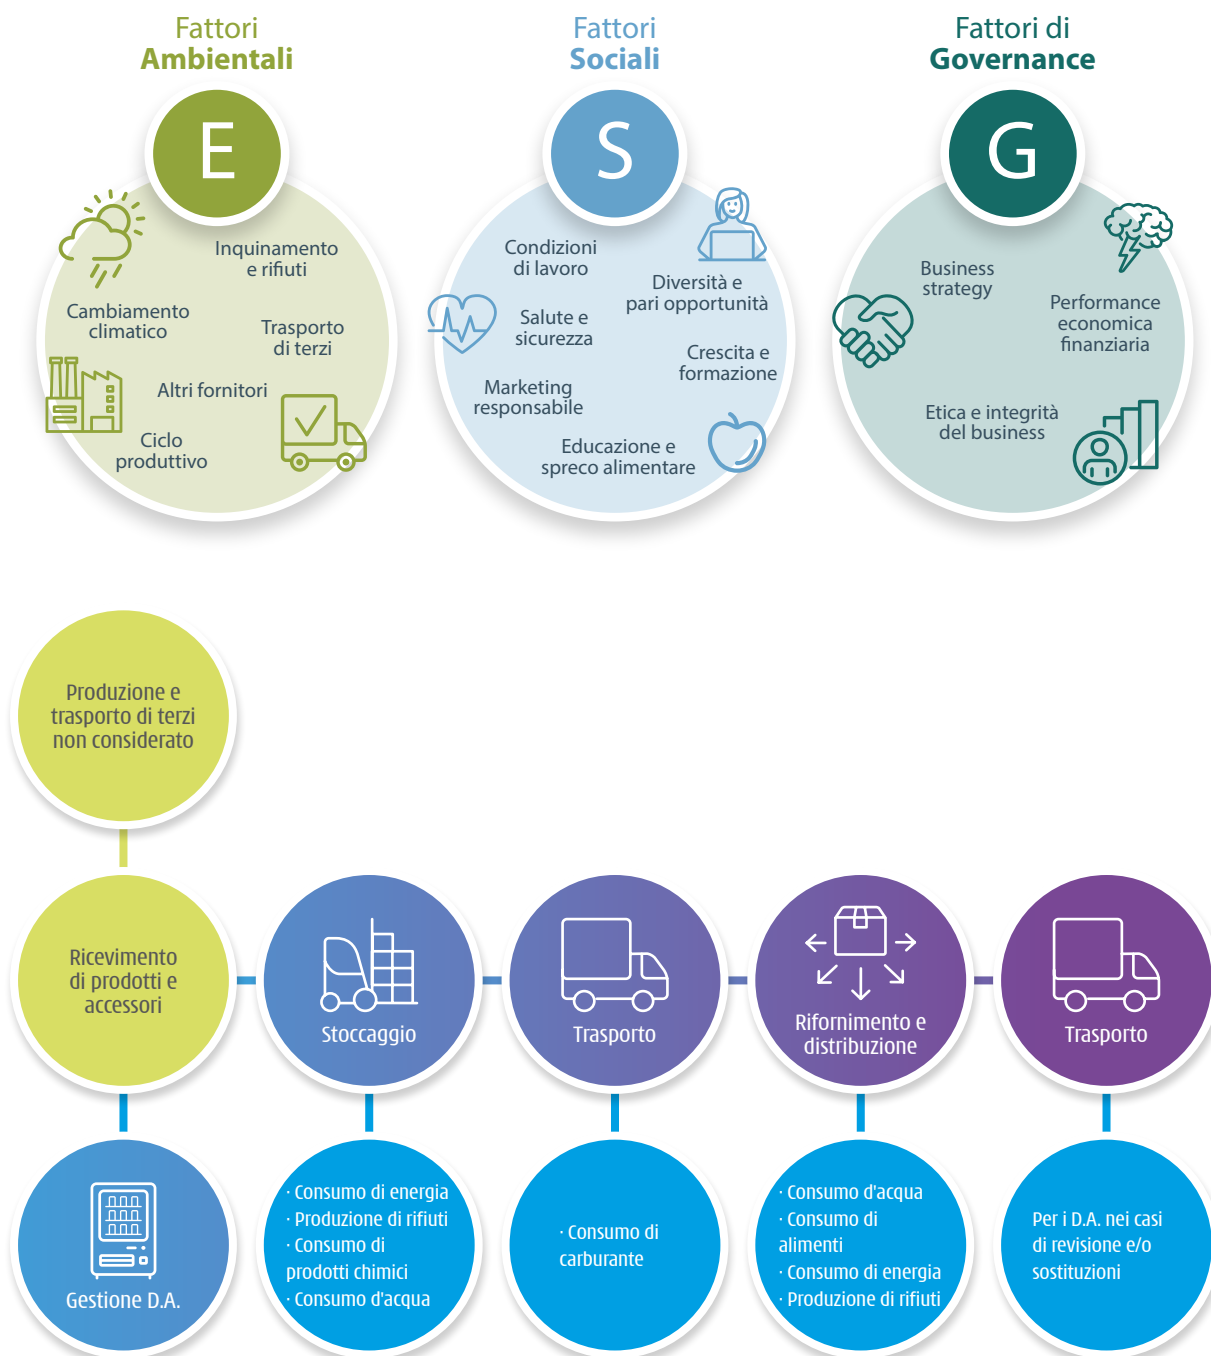 Fattori
Ambientali
E
Inquinamento
e rifiuti
Cambiamento
climatico
Trasporto
di terzi
Altri fornitori
Ciclo
produttivo
Fattori
Sociali
S
Condizioni
di lavoro
Diversità e
pari opportunità
Salute e
sicurezza
Crescita e
formazione
Marketing
responsabile
Educazione e
spreco alimentare
Fattori di
Governance
G
Business
strategy
Performance
economica
finanziaria
Etica e integrità
del business
Produzione e
trasporto di terzi
non considerato
Ricevimento
di prodotti e
accessori
Stoccaggio
Trasporto
Rifornimento e
distribuzione
Trasporto
Gestione D.A.
· Consumo di energia
· Produzione di rifiuti
· Consumo di
prodotti chimici
· Consumo d'acqua
· Consumo di
carburante
· Consumo d'acqua
· Consumo di
alimenti
· Consumo di energia
· Produzione di rifiuti
Per i D.A. nei casi
di revisione e/o
sostituzioni